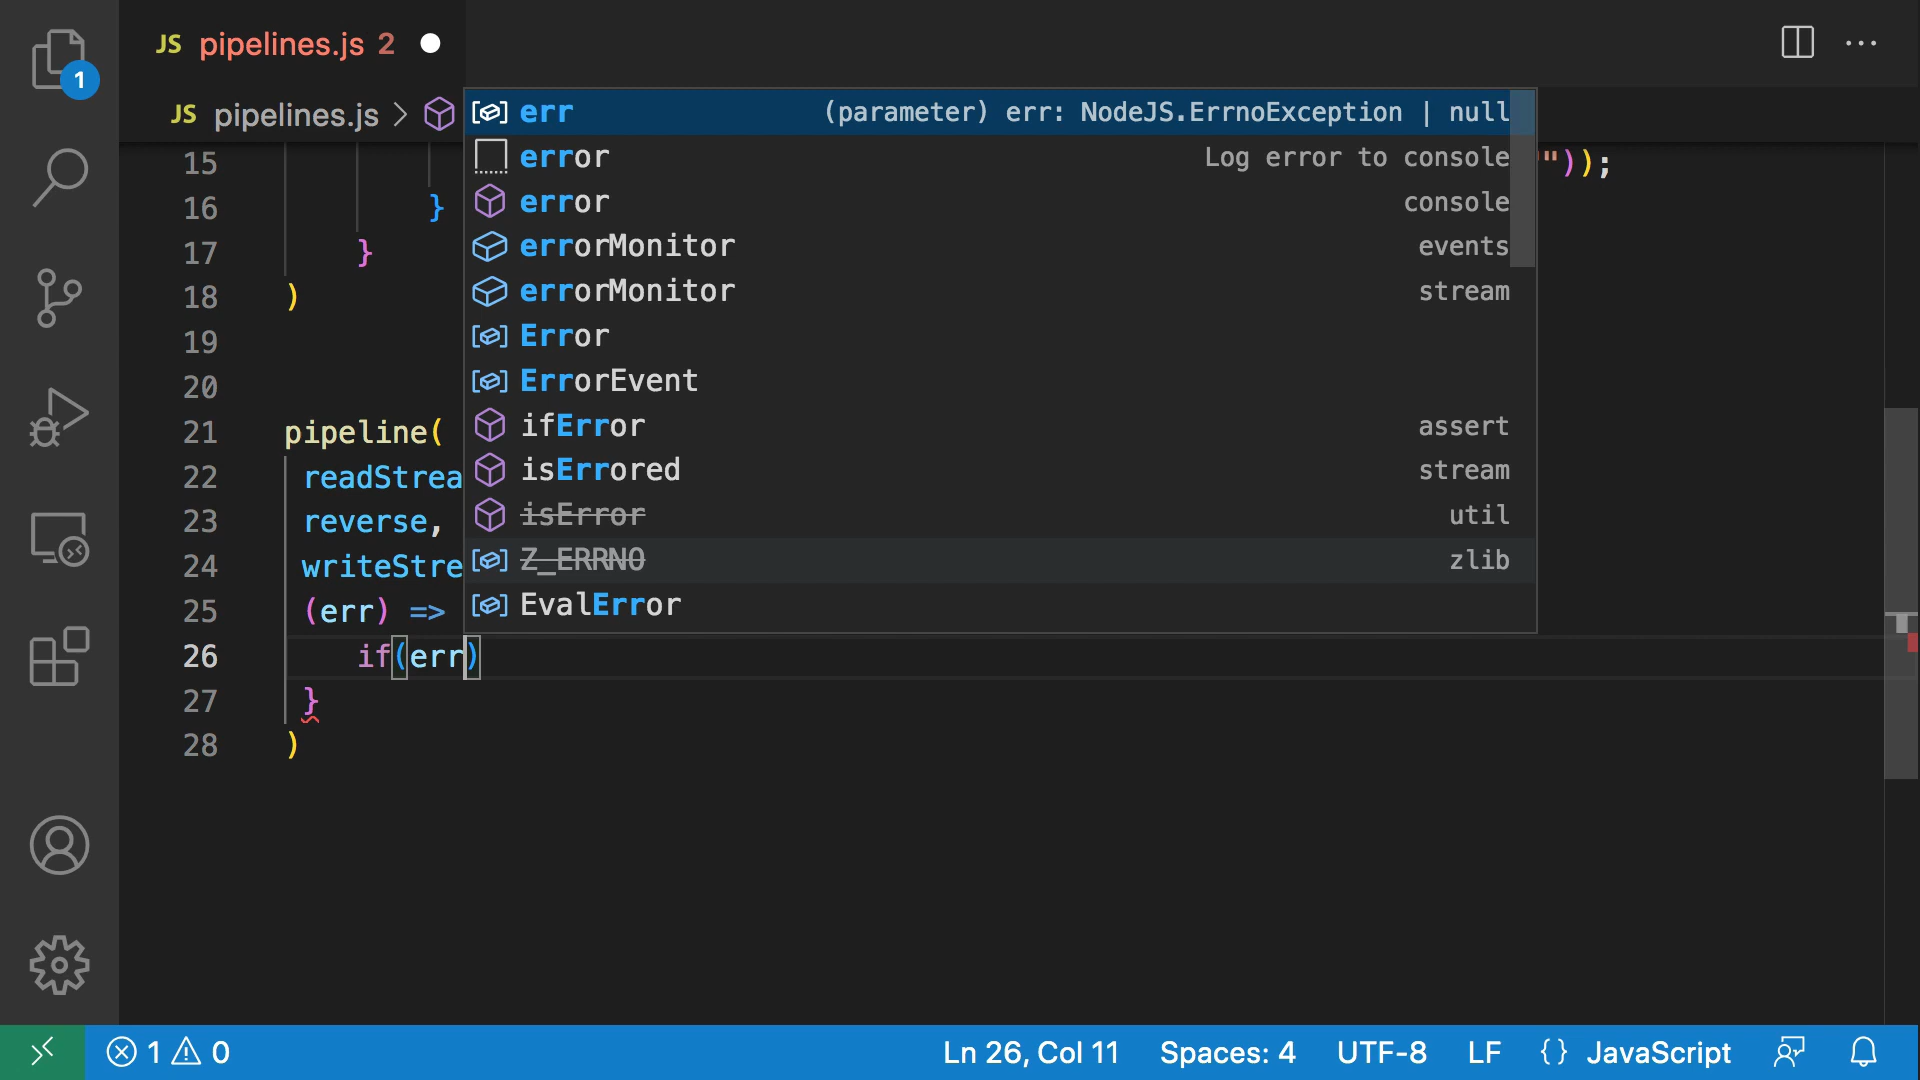 JS pipelines.js 2
1
JS pipelines.js >
err (parameter) err: NodeJS.ErrnoException | null
error Log error to console
error console
errorMonitor events
errorMonitor stream
Error
ErrorEvent
ifError assert
isErrored stream
isError util
Z_ERRNO zlib
EvalError
15 "));
16 }
17 }
18 )
19
20
21 pipeline(
22 readStrea
23 reverse,
24 writeStre
25 (err) =>
26 if(err)
27 }
28 )
1 0 Ln 26, Col 11 Spaces: 4 UTF-8 LF {} JavaScript